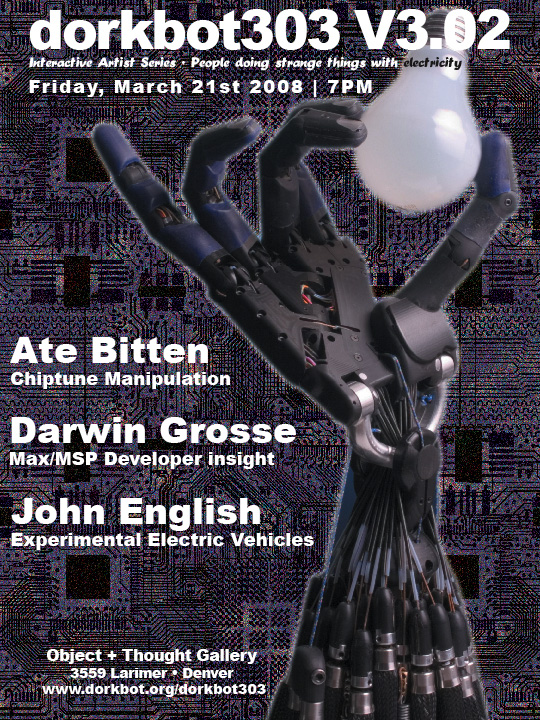 dorkbot303 V3.02
Interactive Artist Series • People doing strange things with electricity
Friday, March 21st 2008 | 7PM
Ate Bitten
Chiptune Manipulation
Darwin Grosse
Max/MSP Developer insight
John English
Experimental Electric Vehicles
Object + Thought Gallery
3559 Larimer • Denver
www.dorkbot.org/dorkbot303